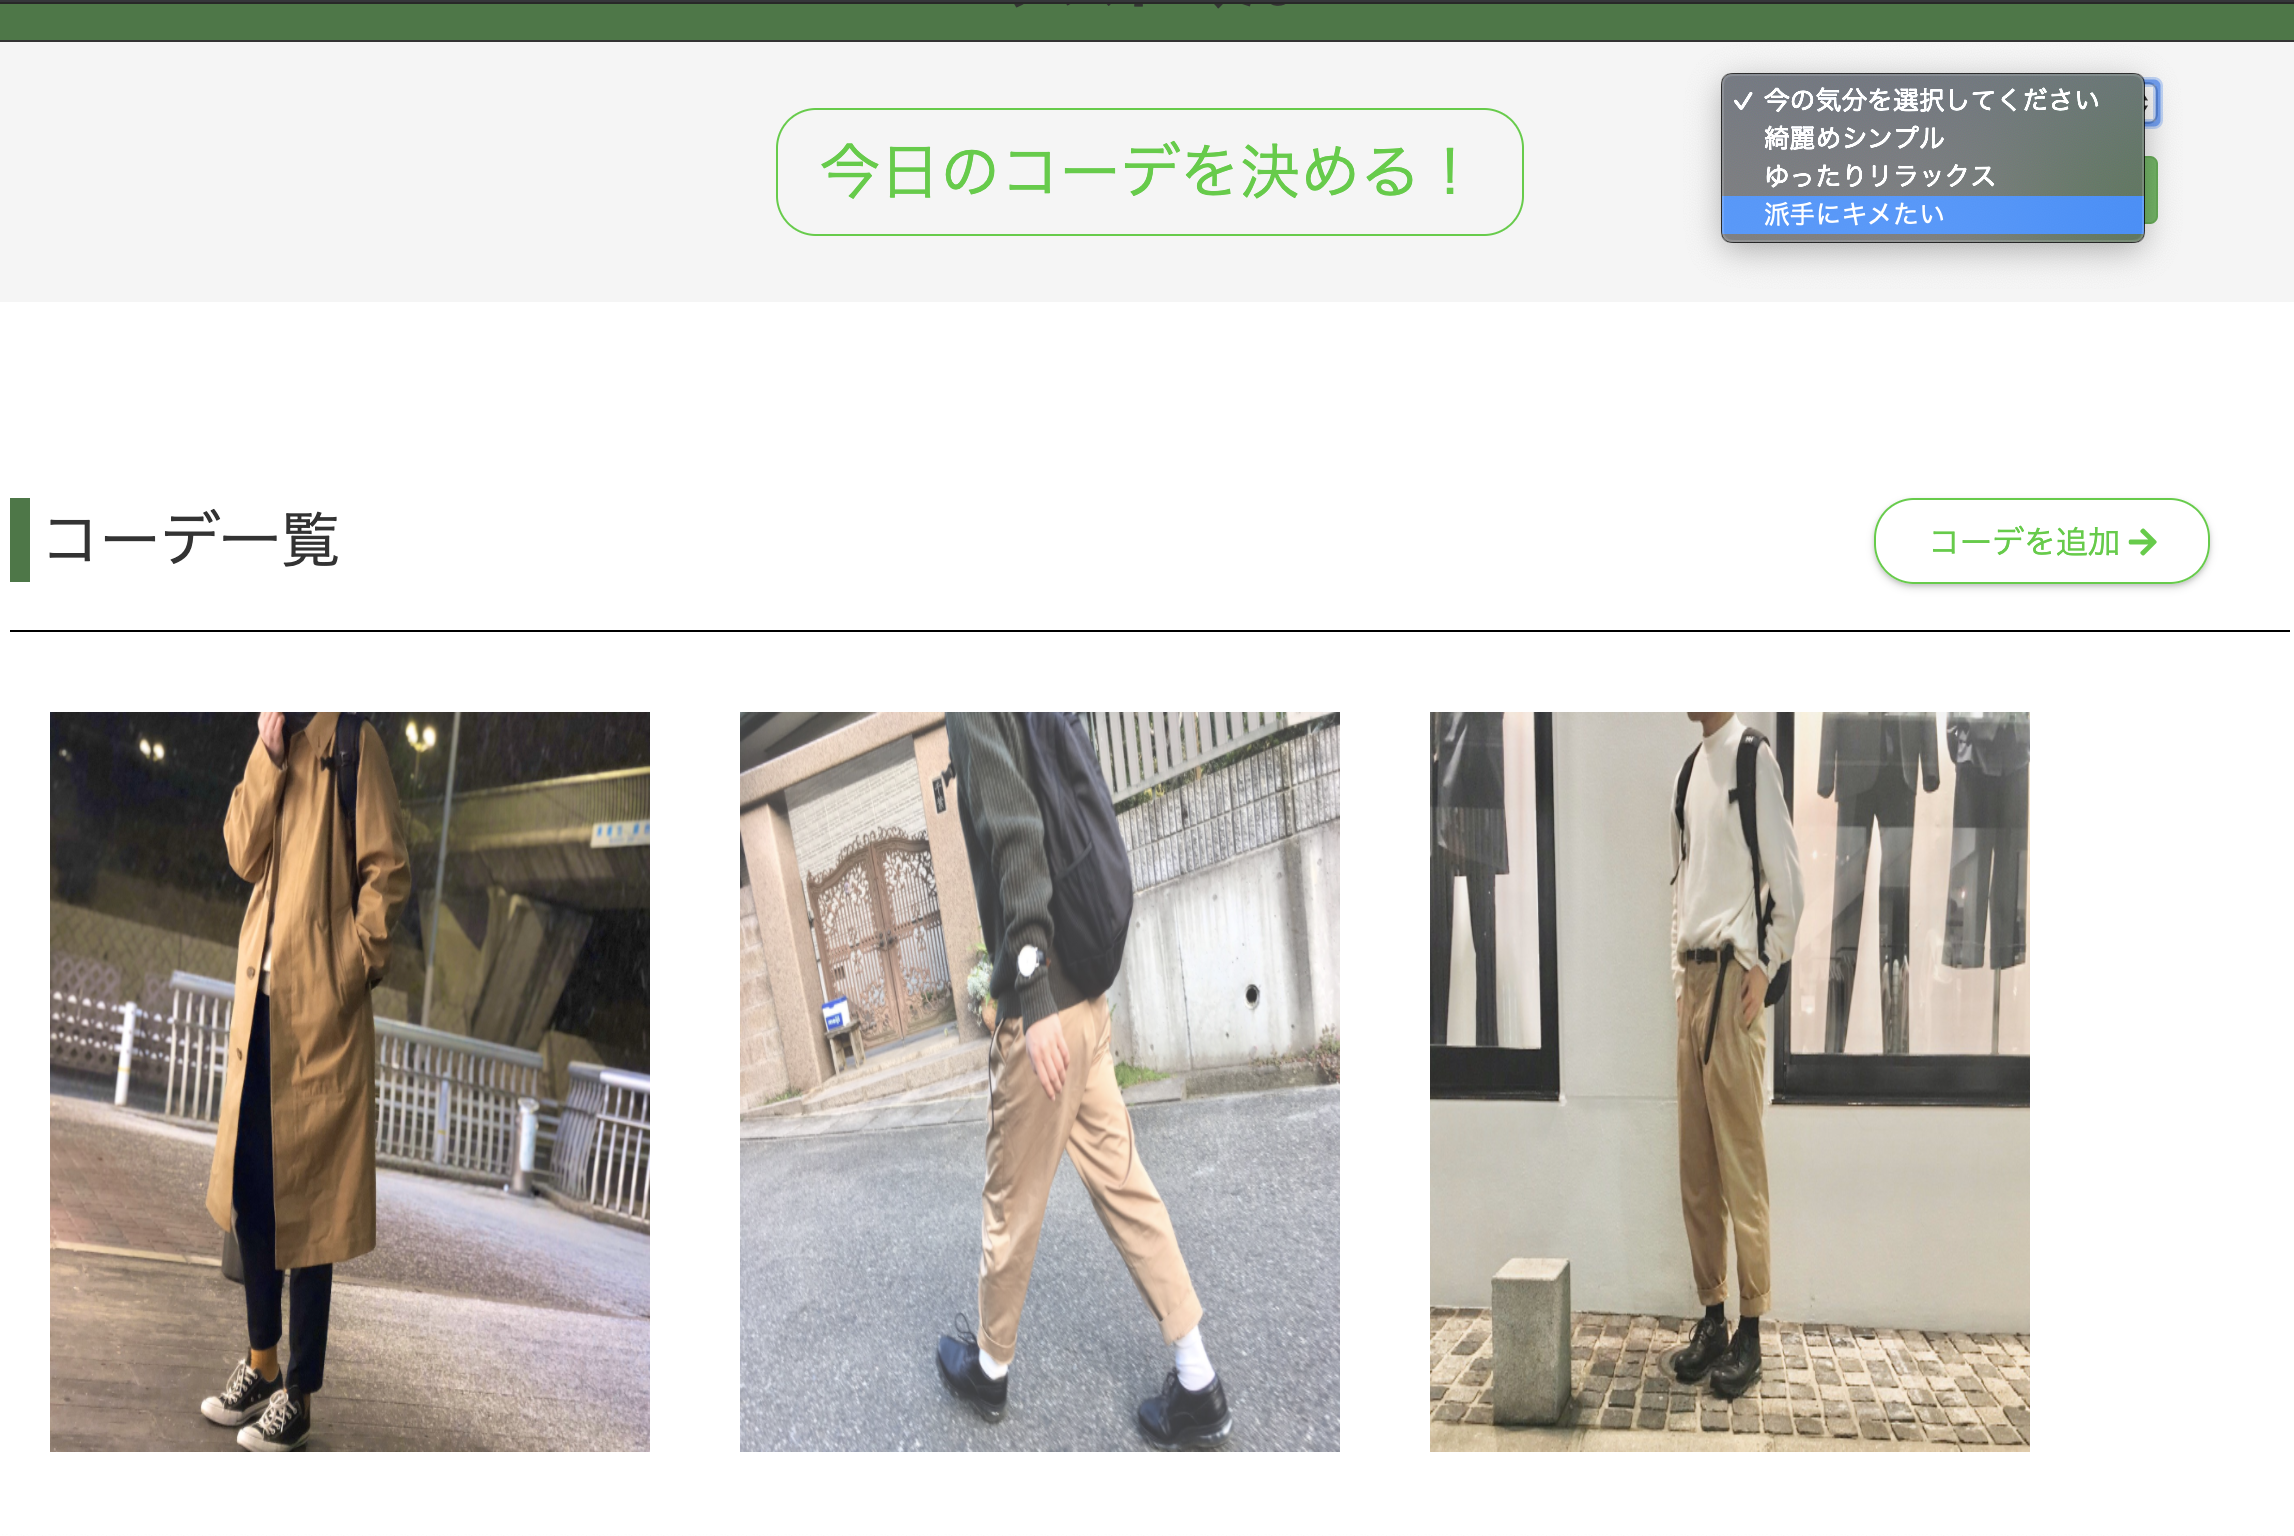 今日のコーデを決める！
今の気分を選択してください
綺麗めシンプル
ゆったりリラックス
派手にキメたい
コーデ一覧
コーデを追加
meiji